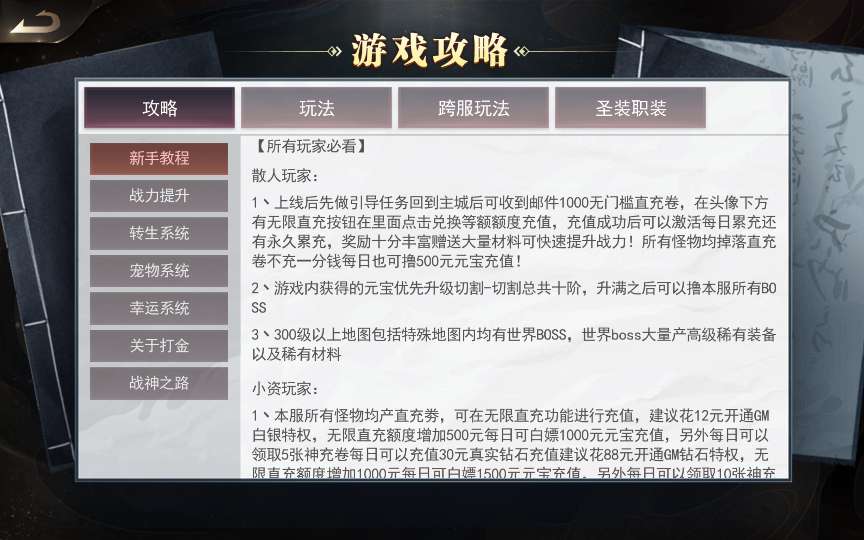 游戏攻略
攻略
玩法
跨服玩法
圣装职装
新手教程
战力提升
转生系统
宠物系统
幸运系统
关于打金
战神之路
【所有玩家必看】
散人玩家：
1丶上线后先做引导任务回到主城后可收到邮件1000无门槛直充卷，在头像下方
有无限直充按钮在里面点击兑换等额额度充值，充值成功后可以激活每日累充还
有永久累充，奖励十分丰富赠送大量材料可快速提升战力！所有怪物均掉落直充
卷不充一分钱每日也可撸500元元宝充值！
2丶游戏内获得的元宝优先升级切割-切割总共十阶，升满之后可以撸本服所有BO
SS
3丶300级以上地图包括特殊地图内均有世界BOSS，世界boss大量产高级稀有装备
以及稀有材料
小资玩家：
1丶本服所有怪物均产直充劵，可在无限直充功能进行充值，建议花12元开通GM
白银特权，无限直充额度增加500元每日可白嫖1000元元宝充值，另外每日可以
领取5张神充卷每日可以充值30元真实钻石充值建议花88元开通GM钻石特权，无
限直充额度增加1000元每日可白嫖1500元元宝充值，另外每日可以领取10张神充